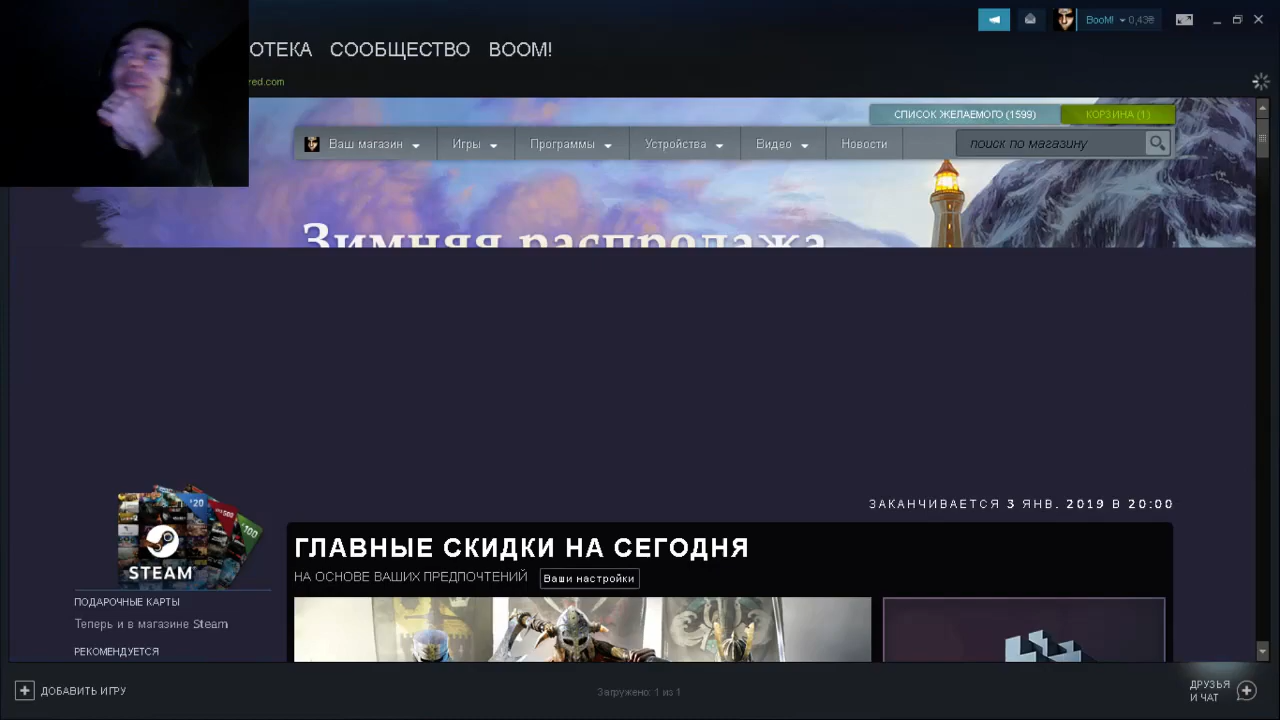 BooM! 0,43₴
ОТЕКА СООБЩЕСТВО BOOM!
red.com
СПИСОК ЖЕЛАЕМОГО (1599) КОРЗИНА (1)
Ваш магазин Игры Программы Устройства Видео Новости поиск по магазину
Зимняя распродажа
ЗАКАНЧИВАЕТСЯ 3 ЯНВ. 2019 В 20:00
STEAM
ГЛАВНЫЕ СКИДКИ НА СЕГОДНЯ
НА ОСНОВЕ ВАШИХ ПРЕДПОЧТЕНИЙ Ваши настройки
ПОДАРОЧНЫЕ КАРТЫ
Теперь и в магазине Steam
РЕКОМЕНДУЕТСЯ
ДОБАВИТЬ ИГРУ
Загружено: 1 из 1
ДРУЗЬЯ
И ЧАТ